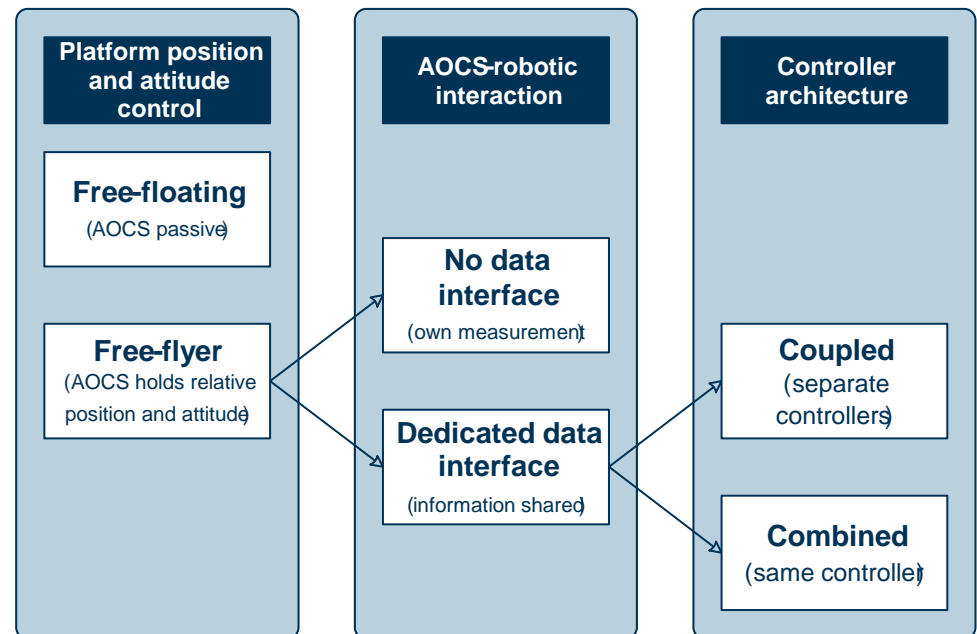 Platform position
and attitude
control
Free-floating
(AOCS passive)
Free-flyer
(AOCS holds relative
position and attitude)
AOCS-robotic
interaction
No data
interface
(own measurement)
Dedicated data
interface
(information shared)
Controller
architecture
Coupled
(separate
controllers)
Combined
(same controller)